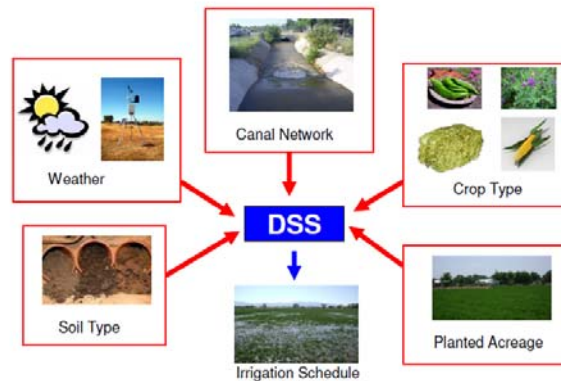 Canal Network
Weather
Crop Type
DSS
Soil Type
Planted Acreage
Irrigation Schedule